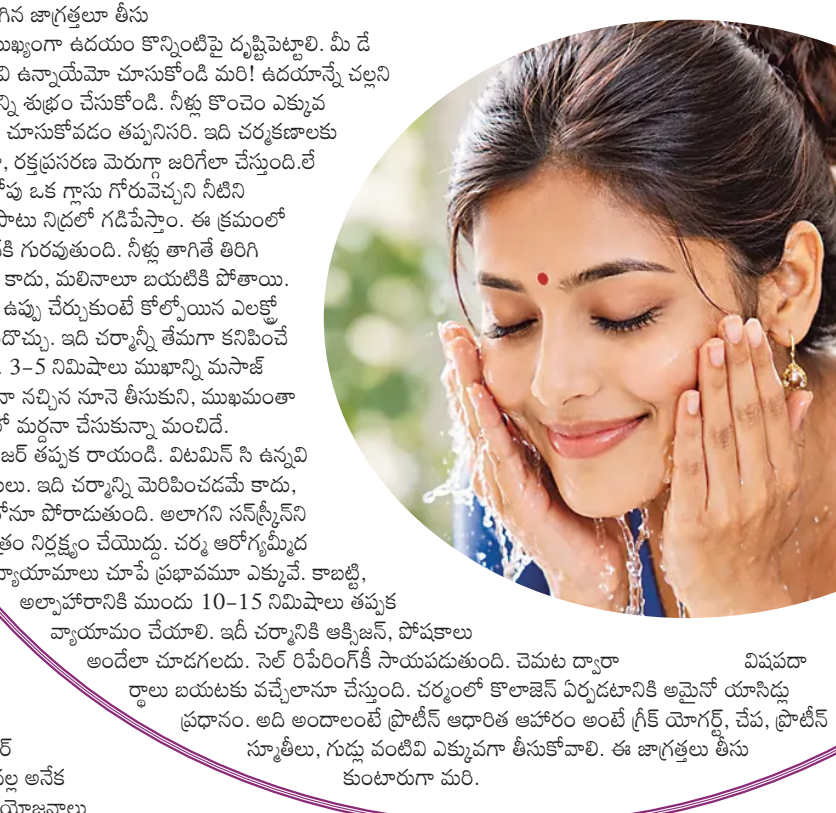 గిన జాగ్రత్తలూ తీసు
ఖ్యంగా ఉదయం కొన్నింటిపై దృష్టిపెట్టాలి. మీ డే
వి ఉన్నాయేమో చూసుకోండి మరి! ఉదయాన్నే చల్లని
న్ని శుభ్రం చేసుకోండి. నీళ్లు కొంచెం ఎక్కువ
చూసుకోవడం తప్పనిసరి. ఇది చర్మకణాలకు
, రక్తప్రసరణ మెరుగ్గా జరిగేలా చేస్తుంది.లే
పు ఒక గ్లాసు గోరువెచ్చని నీటిని
పాటు నిద్రలో గడిపేస్తాం. ఈ క్రమంలో
కి గురవుతుంది. నీళ్లు తాగితే తిరిగి
కాదు, మలినాలూ బయటికి పోతాయి.
ఉప్పు చేర్చుకుంటే కోల్పోయిన ఎలక్ట్రో
దొచ్చు. ఇది చర్మాన్నీ తేమగా కనిపించే
. 3-5 నిమిషాలు ముఖాన్ని మసాజ్
నా నచ్చిన నూనె తీసుకుని, ముఖమంతా
లో మర్దనా చేసుకున్నా మంచిదే.
జర్ తప్పక రాయండి. విటమిన్ సి ఉన్నవి
లు. ఇది చర్మాన్ని మెరిపించడమే కాదు,
నూ పోరాడుతుంది. అలాగని సన్‌స్క్రీన్‌ని
త్రం నిర్లక్ష్యం చేయొద్దు. చర్మ ఆరోగ్యమ్మీద
వ్యాయామాలు చూపే ప్రభావమూ ఎక్కువే. కాబట్టి,
అల్పాహారానికి ముందు 10-15 నిమిషాలు తప్పక
వ్యాయామం చేయాలి. ఇదీ చర్మానికి ఆక్సిజన్, పోషకాలు
అందేలా చూడగలదు. సెల్ రిపేరింగ్‌కీ సాయపడుతుంది. చెమట ద్వారా విషపదా
ర్థాలు బయటకు వచ్చేలానూ చేస్తుంది. చర్మంలో కొలాజెన్ ఏర్పడటానికి అమైనో యాసిడ్లు
ప్రధానం. అది అందాలంటే ప్రొటీన్ ఆధారిత ఆహారం అంటే గ్రీక్ యోగర్ట్, చేప, ప్రొటీన్
స్మూతీలు, గుడ్లు వంటివి ఎక్కువగా తీసుకోవాలి. ఈ జాగ్రత్తలు తీసు
కుంటారుగా మరి.
ర్
వల్ల అనేక